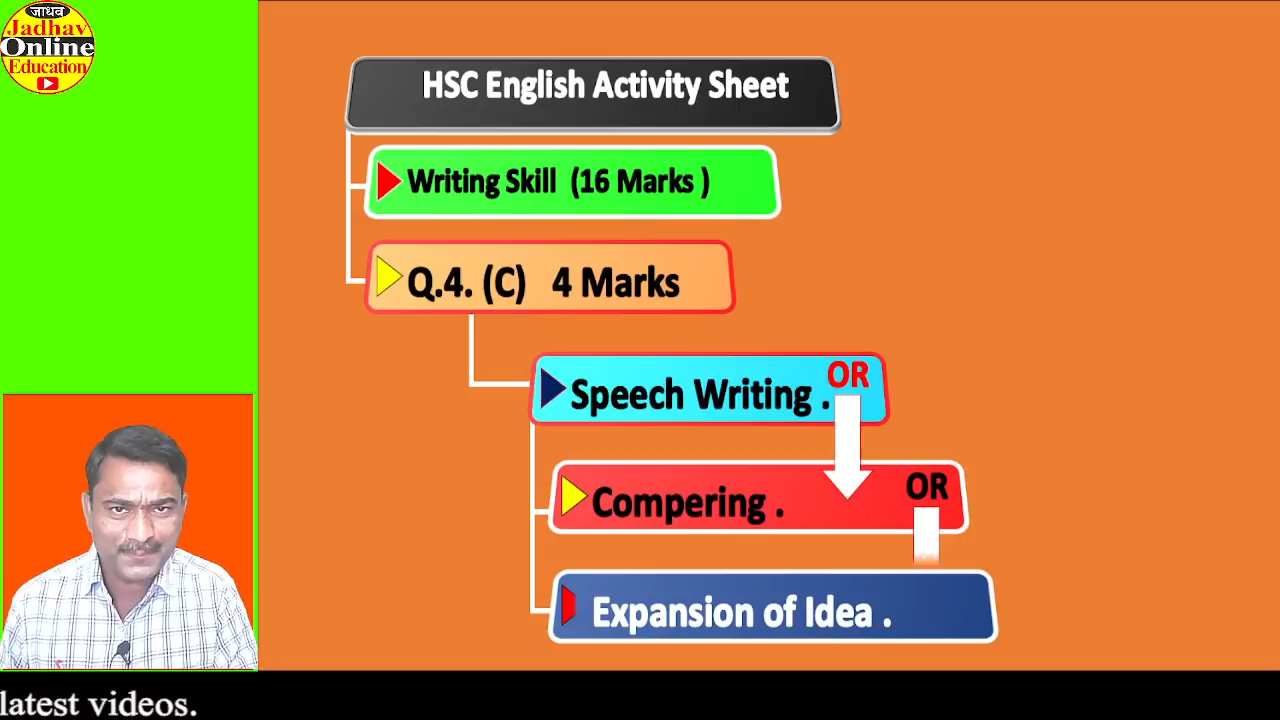 जाधव
Jadhav
Online
Education
HSC English Activity Sheet
Writing Skill (16 Marks )
Q.4. (C) 4 Marks
Speech Writing . OR
Compering . OR
Expansion of Idea .
latest videos.